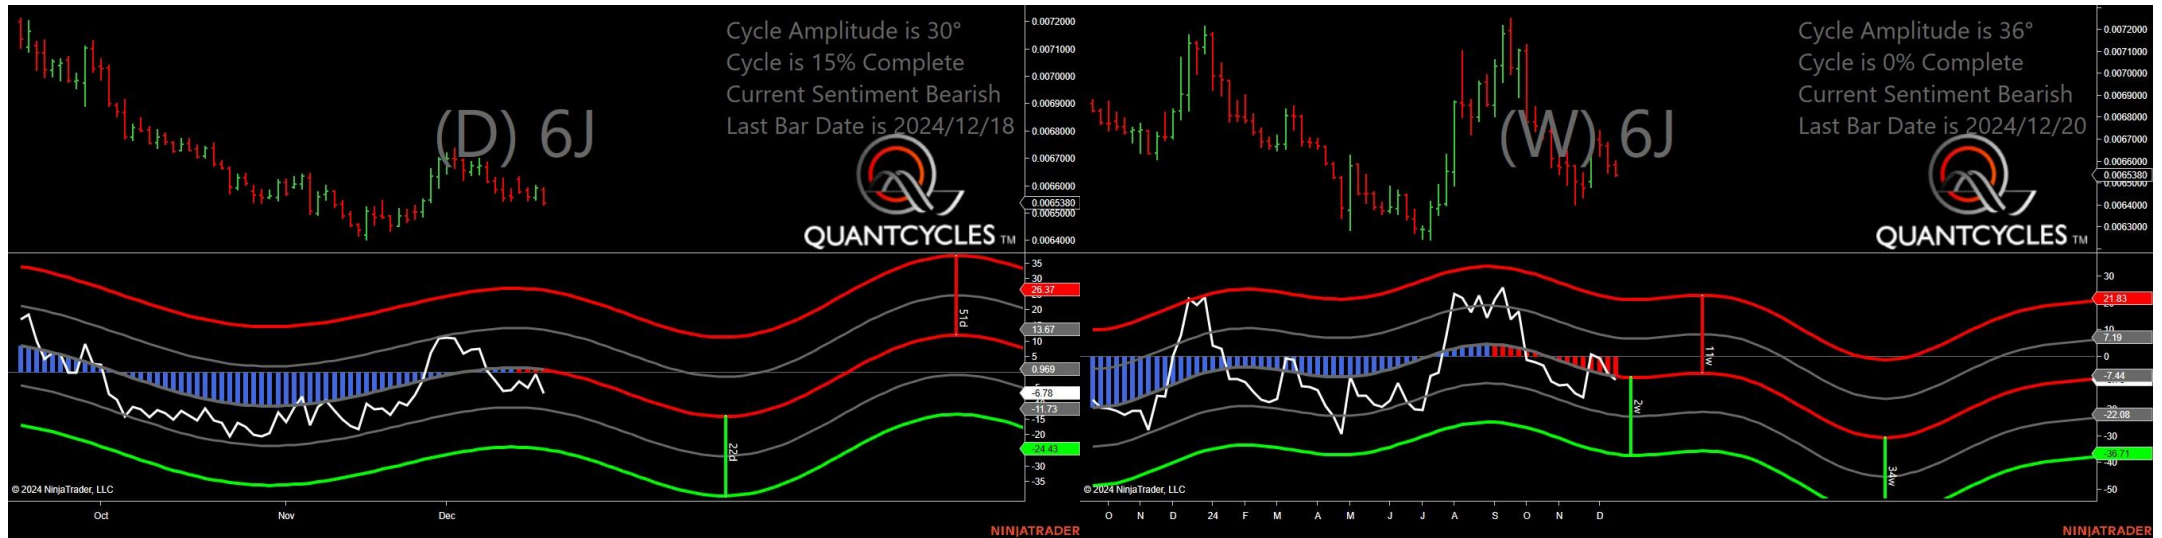 Cycle Amplitude is 30°
Cycle is 15% Complete
Current Sentiment Bearish
Last Bar Date is 2024/12/18
(D) 6J
QUANTCYCLES TM
0.0072000
0.0071000
0.0070000
0.0069000
0.0068000
0.0067000
0.0066000
0.0065380
0.0065000
0.0064000
35
30
26.37
20
13.67
10
5
0.969
-6.78
-11.73
-15
-20
-24.43
-30
-35
51d
22d
© 2024 NinjaTrader, LLC
Oct
Nov
Dec
NINJATRADER
Cycle Amplitude is 36°
Cycle is 0% Complete
Current Sentiment Bearish
Last Bar Date is 2024/12/20
(W) 6J
QUANTCYCLES TM
0.0072000
0.0071000
0.0070000
0.0069000
0.0068000
0.0067000
0.0066000
0.0065380
0.0065000
0.0064000
0.0063000
30
21.83
10
7.19
0
-7.44
-22.08
-30
-36.71
-40
-50
11w
2w
34w
© 2024 NinjaTrader, LLC
O N D 24 F M A M J J A S O N D
NINJATRADER